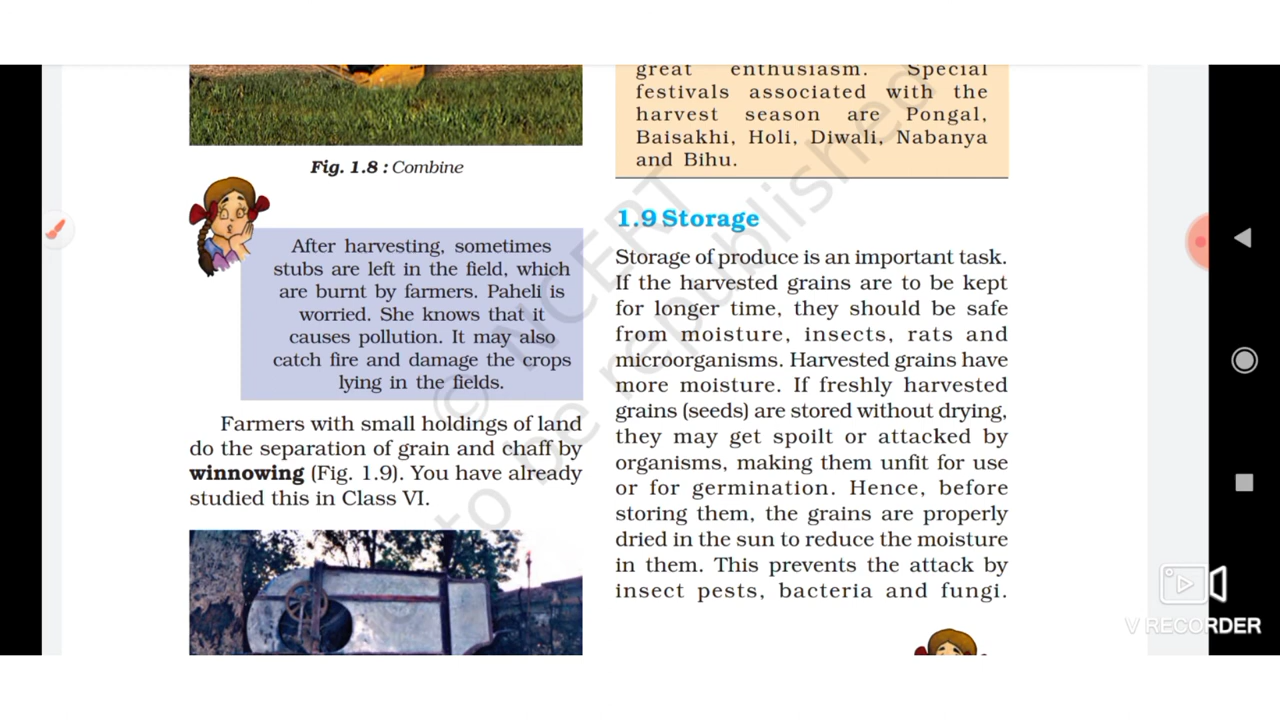 Fig. 1.8 : Combine
After harvesting, sometimes
stubs are left in the field, which
are burnt by farmers. Paheli is
worried. She knows that it
causes pollution. It may also
catch fire and damage the crops
lying in the fields.
Farmers with small holdings of land
do the separation of grain and chaff by
winnowing (Fig. 1.9). You have already
studied this in Class VI.
great enthusiasm. Special
festivals associated with the
harvest season are Pongal,
Baisakhi, Holi, Diwali, Nabanya
and Bihu.
1.9 Storage
Storage of produce is an important task.
If the harvested grains are to be kept
for longer time, they should be safe
from moisture, insects, rats and
microorganisms. Harvested grains have
more moisture. If freshly harvested
grains (seeds) are stored without drying,
they may get spoilt or attacked by
organisms, making them unfit for use
or for germination. Hence, before
storing them, the grains are properly
dried in the sun to reduce the moisture
in them. This prevents the attack by
insect pests, bacteria and fungi.
© NCERT
to be republished
V RECORDER